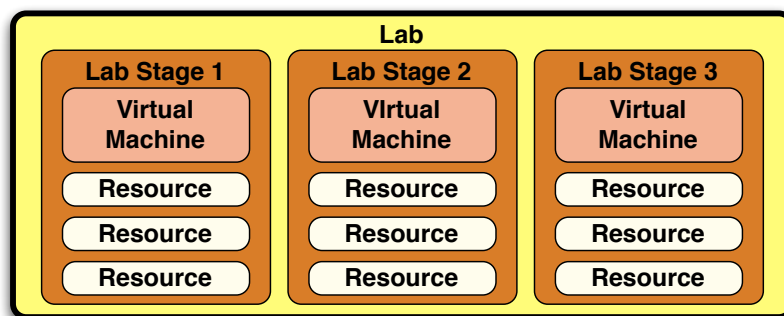 Lab
Lab Stage 1
Virtual
Machine
Resource
Resource
Resource
Lab Stage 2
VIrtual
Machine
Resource
Resource
Resource
Lab Stage 3
Virtual
Machine
Resource
Resource
Resource